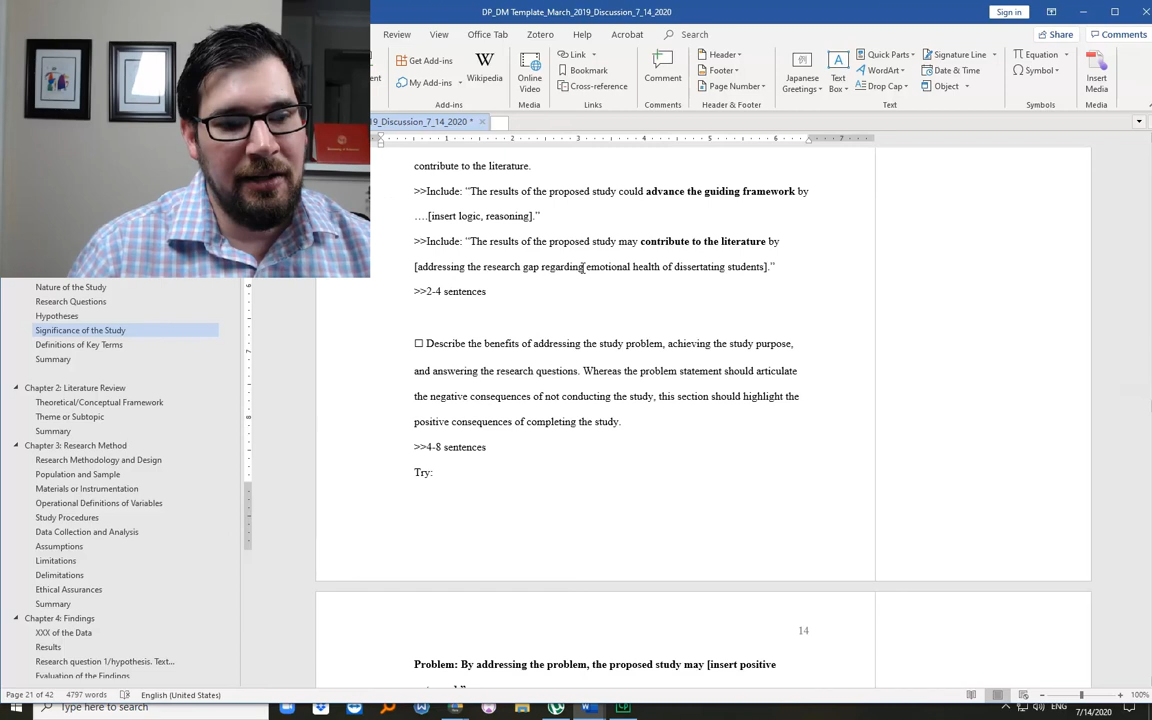 DP_DM Template_March_2019_Discussion_7_14_2020
Sign in
Review View Office Tab Zotero Help Acrobat Search
Share Comments
Get Add-ins
My Add-ins
Add-ins
Wikipedia
Online Video
Media
Link
Bookmark
Cross-reference
Links
Comment
Comments
Header
Footer
Page Number
Header & Footer
Japanese Greetings
Text Box
Quick Parts
WordArt
Drop Cap
Signature Line
Date & Time
Object
Text
Equation
Symbol
Symbols
Insert Media
Media
19_Discussion_7_14_2020 *
1 2 3 4 5 6 7
contribute to the literature.
>>Include: “The results of the proposed study could advance the guiding framework by
….[insert logic, reasoning].”
>>Include: “The results of the proposed study may contribute to the literature by
[addressing the research gap regarding emotional health of dissertating students].”
>>2-4 sentences
☐ Describe the benefits of addressing the study problem, achieving the study purpose,
and answering the research questions. Whereas the problem statement should articulate
the negative consequences of not conducting the study, this section should highlight the
positive consequences of completing the study.
>>4-8 sentences
Try:
14
Problem: By addressing the problem, the proposed study may [insert positive
Nature of the Study
Research Questions
Hypotheses
Significance of the Study
Definitions of Key Terms
Summary
Chapter 2: Literature Review
Theoretical/Conceptual Framework
Theme or Subtopic
Summary
Chapter 3: Research Method
Research Methodology and Design
Population and Sample
Materials or Instrumentation
Operational Definitions of Variables
Study Procedures
Data Collection and Analysis
Assumptions
Limitations
Delimitations
Ethical Assurances
Summary
Chapter 4: Findings
XXX of the Data
Results
Research question 1/hypothesis. Text...
Evaluation of the Findings
6
7
8
Page 21 of 42 4797 words English (United States)
100%
Type here to search
ENG
7/14/2020